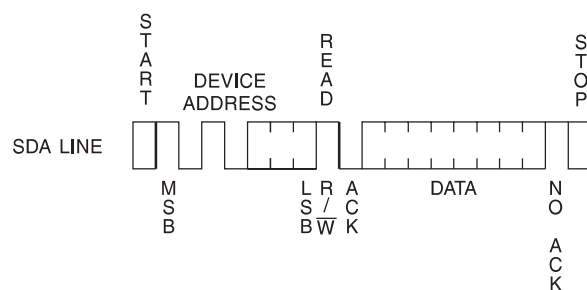 START
READ
STOP
DEVICE
ADDRESS
SDA LINE
MSB
LSB
R/W
ACK
DATA
NO ACK